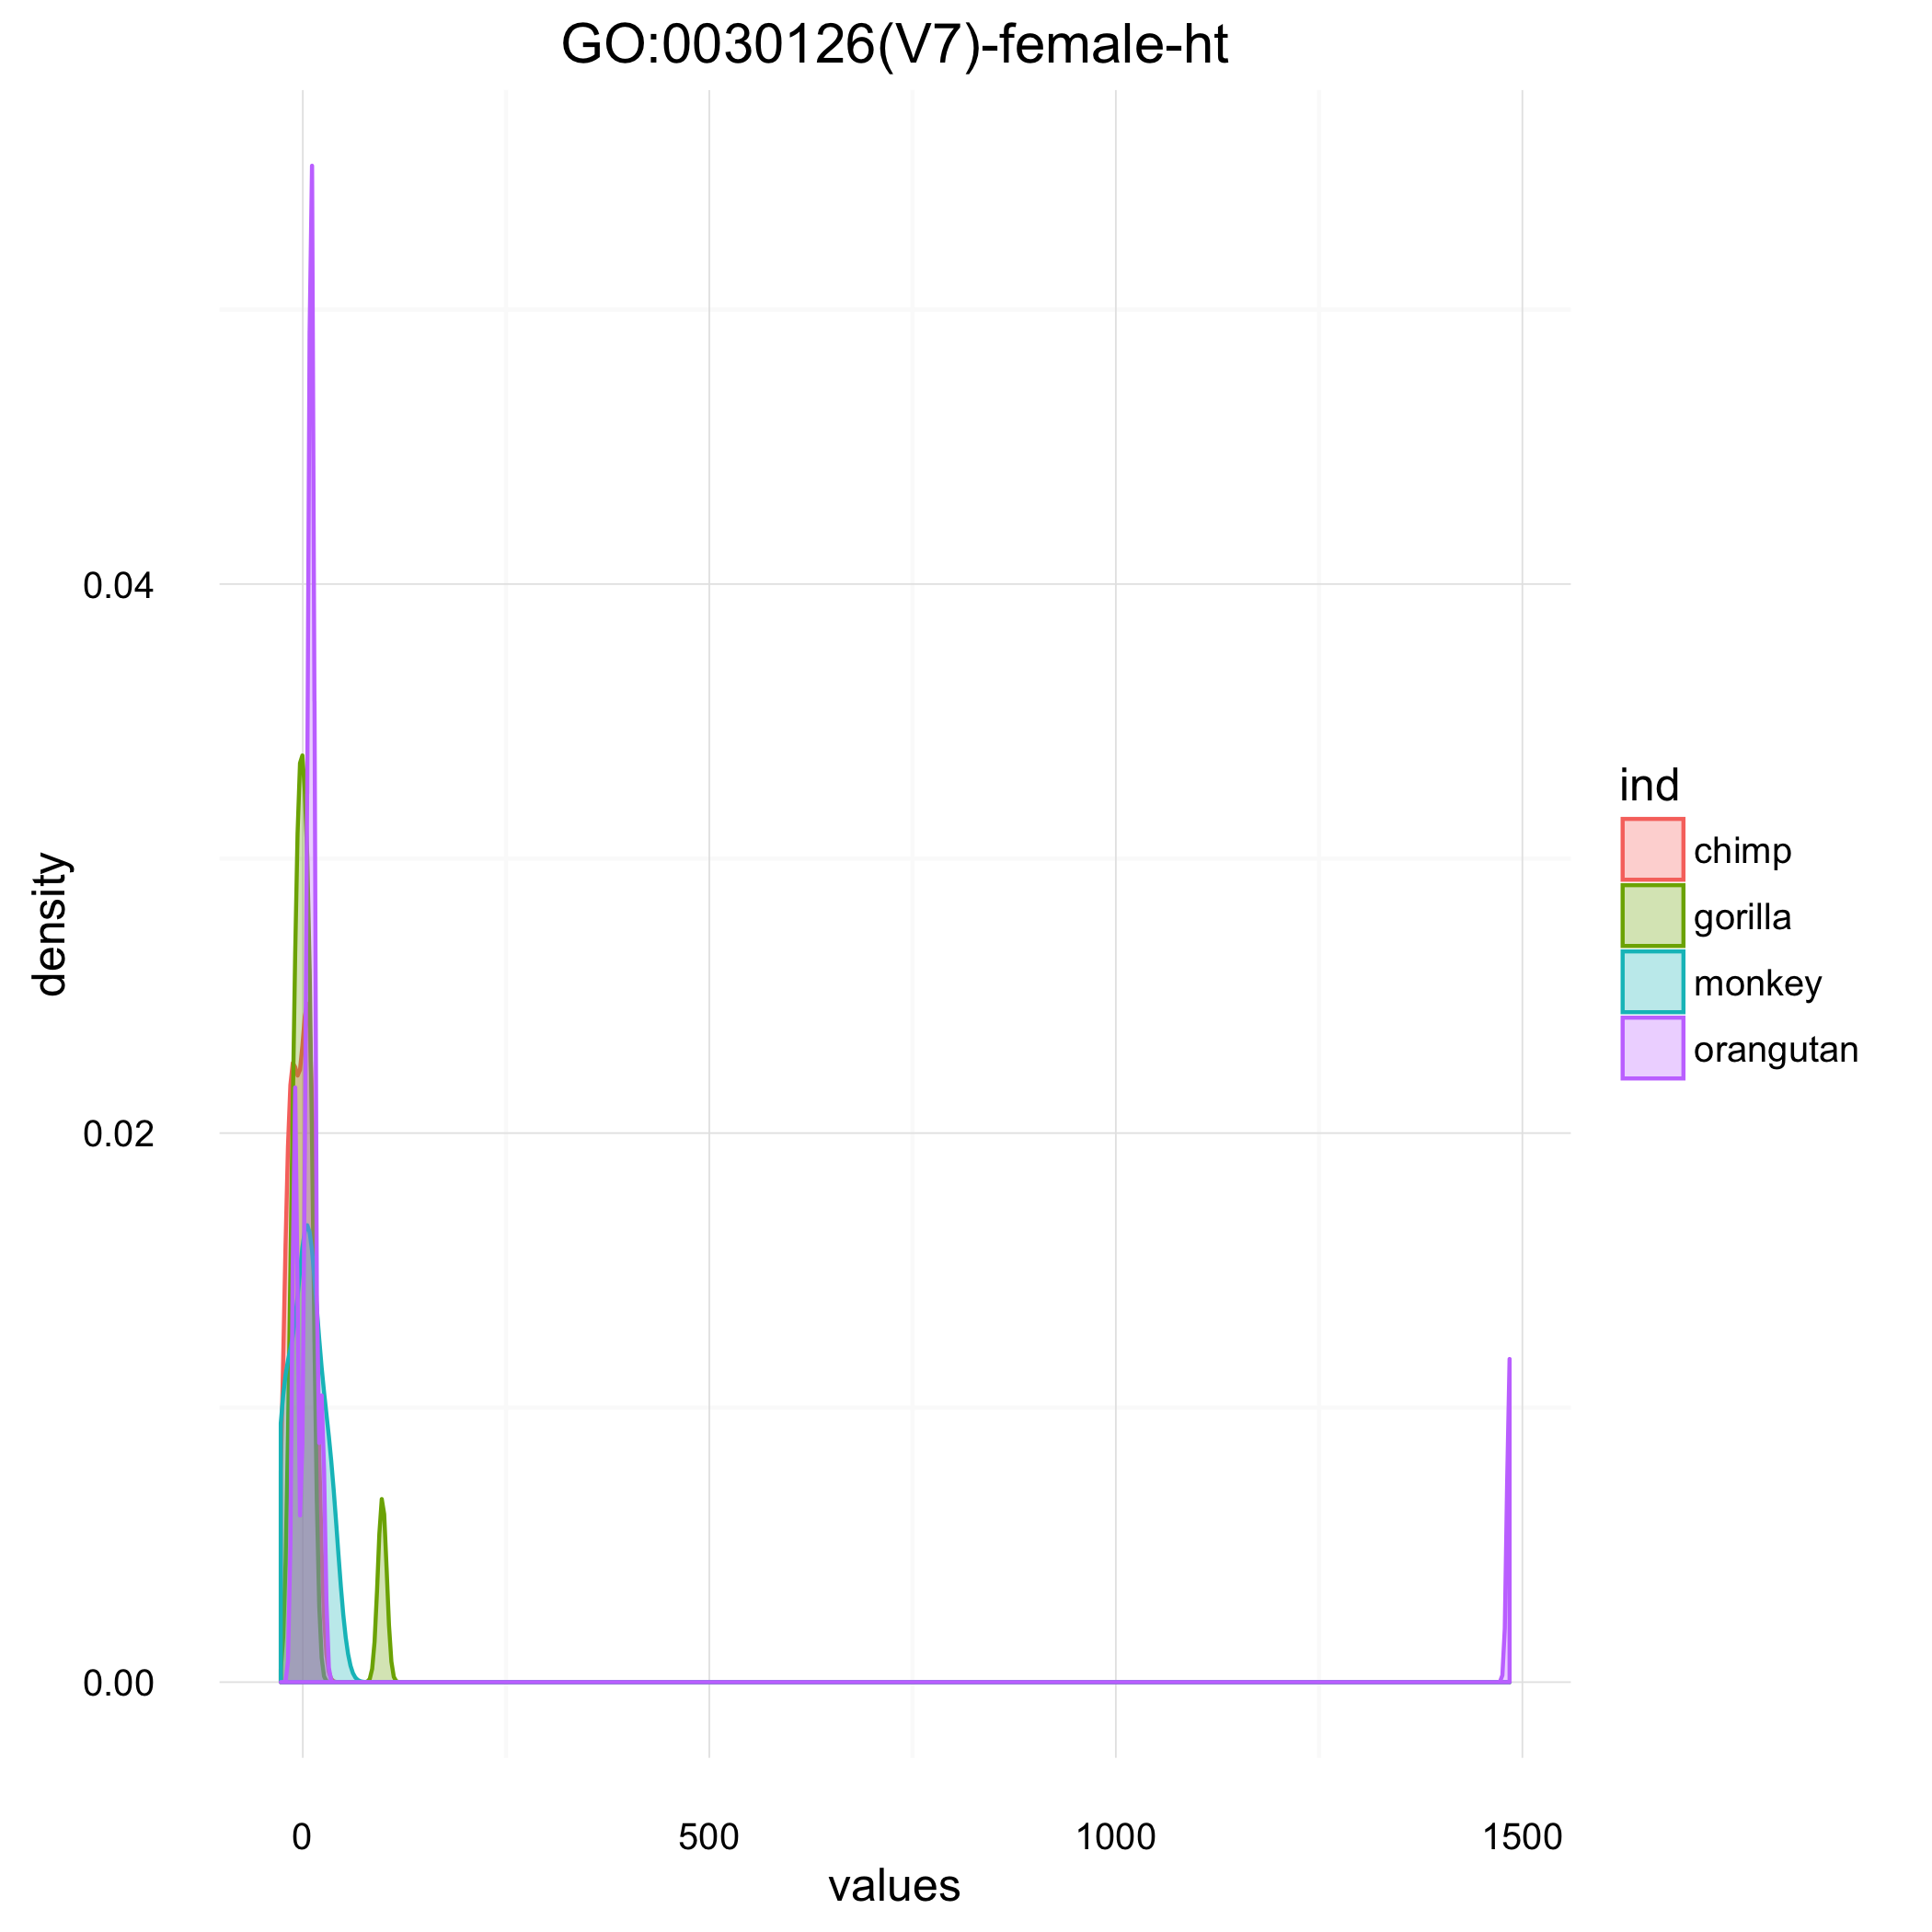 GO:0030126(V7)-female-ht
density
0.04
0.02
0.00
0 500 1000 1500
values
ind
chimp
gorilla
monkey
orangutan